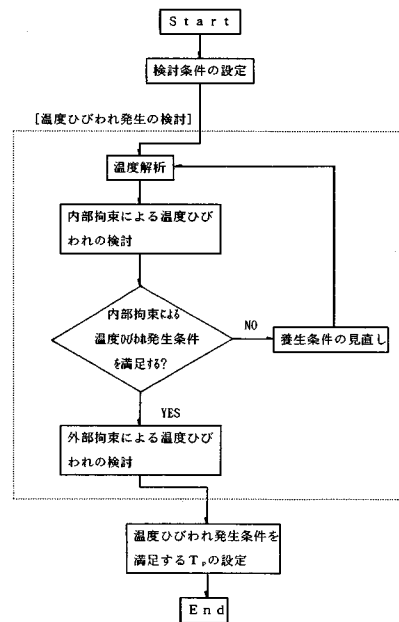 Start
検討条件の設定
[温度ひびわれ発生の検討]
温度解析
内部拘束による温度ひび
われの検討
内部拘束による
温度ひびわれ発生条件
を満足する?
NO
養生条件の見直し
YES
外部拘束による温度ひび
われの検討
温度ひびわれ発生条件を
満足するTₚの設定
End